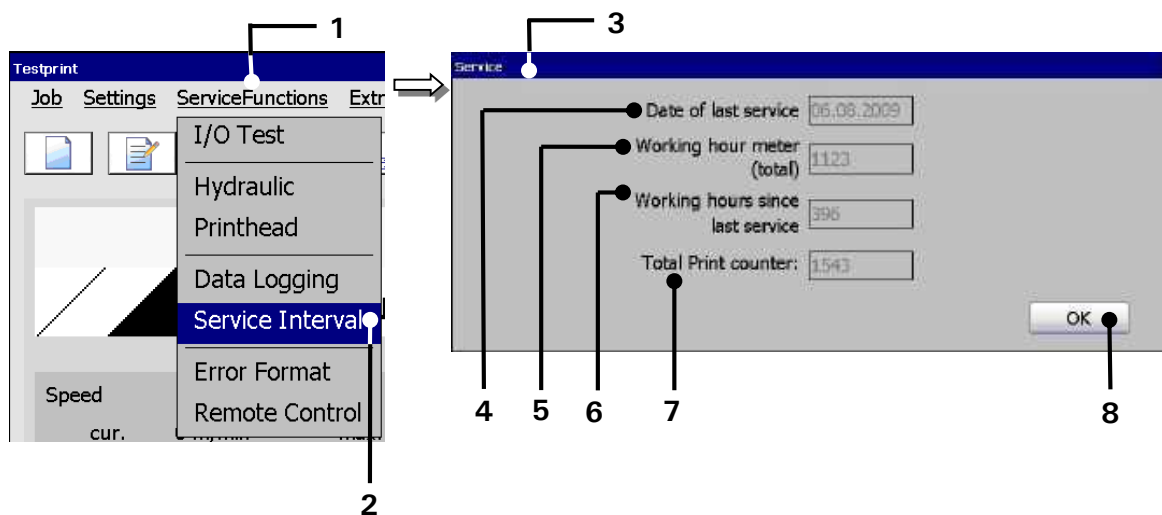 1
3
Testprint
Service
Job Settings ServiceFunctions Extr
I/O Test
Hydraulic
Printhead
Data Logging
Service Interval
Error Format
Remote Control
Speed
cur.
Date of last service 06.08.2009
Working hour meter
(total) 1123
Working hours since
last service 396
Total Print counter: 1543
OK
4 5 6 7 8
2